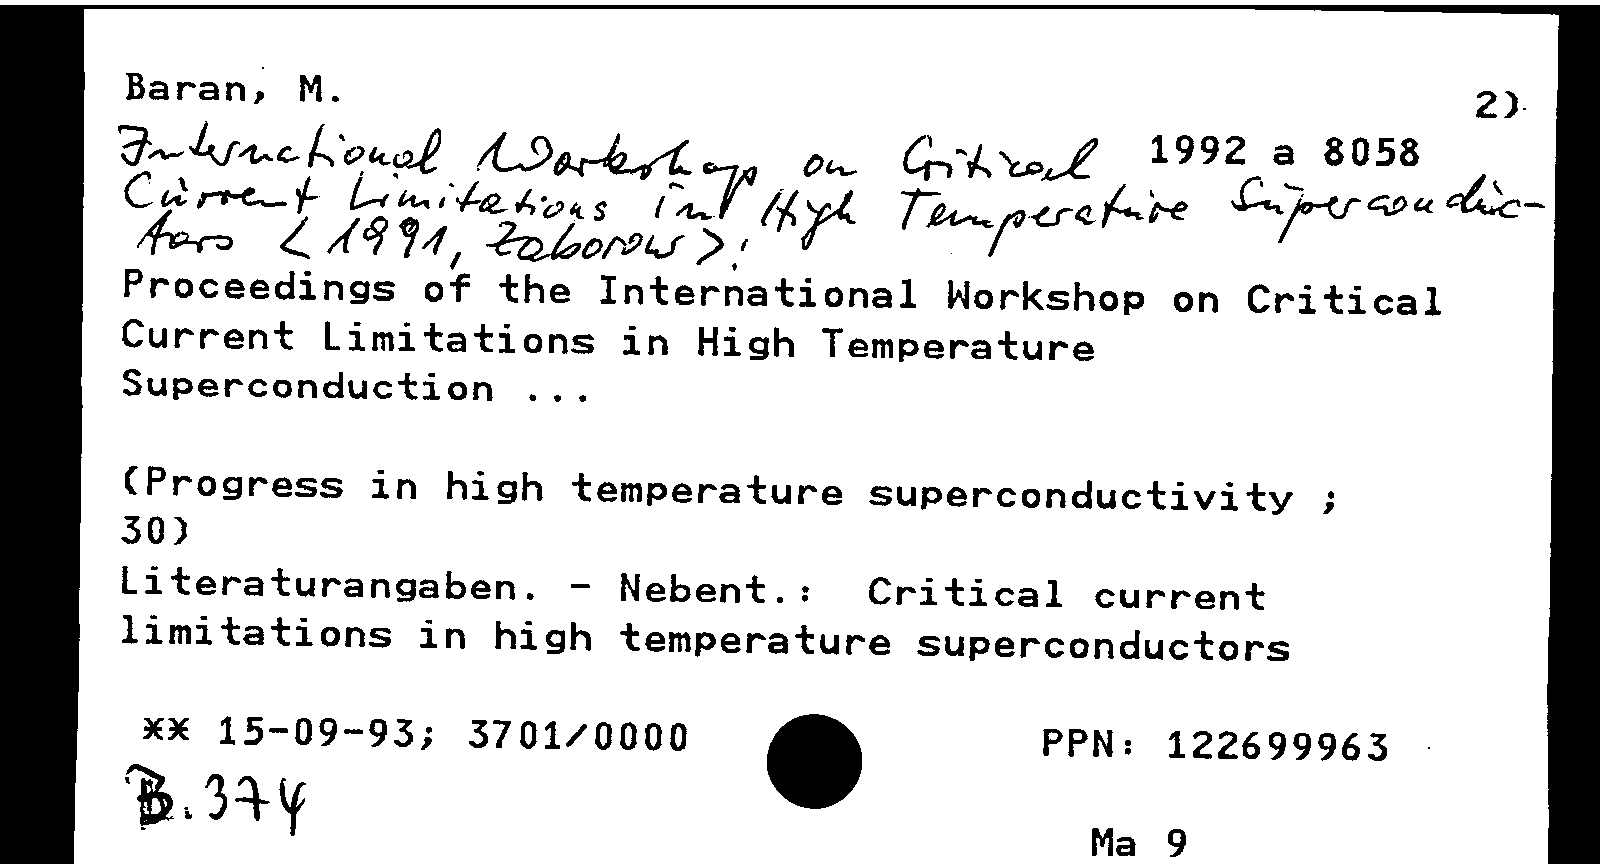 Baran, M.
2)
International Workshop on Critical 1992 a 8058
Current Limitations in High Temperature Superconduc-
tors <1991, Zaborow>:
Proceedings of the International Workshop on Critical
Current Limitations in High Temperature
Superconduction ...
(Progress in high temperature superconductivity ;
30)
Literaturangaben. - Nebent.: Critical current
limitations in high temperature superconductors
** 15-09-93; 3701/0000 PPN: 122699963
B.374
Ma 9